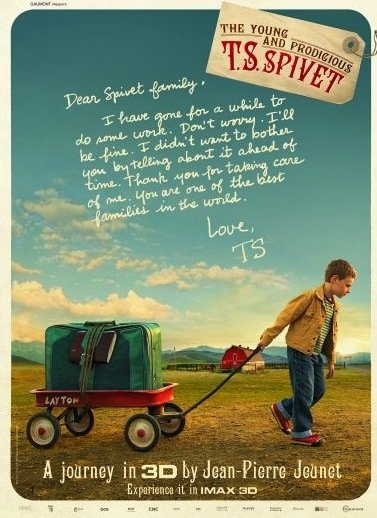 GAUMONT PRESENTS
THE YOUNG
AND PRODIGIOUS
T.S. SPIVET
Dear Spivet family,
I have gone for a while to
do some work. Don't worry. I'll
be fine. I didn't want to bother
you by telling about it ahead of
time. Thank you for taking care
of me. You are one of the best
families in the world.
Love,
TS
LAYTON
A journey in 3D by Jean-Pierre Jeunet
Experience it in IMAX 3D